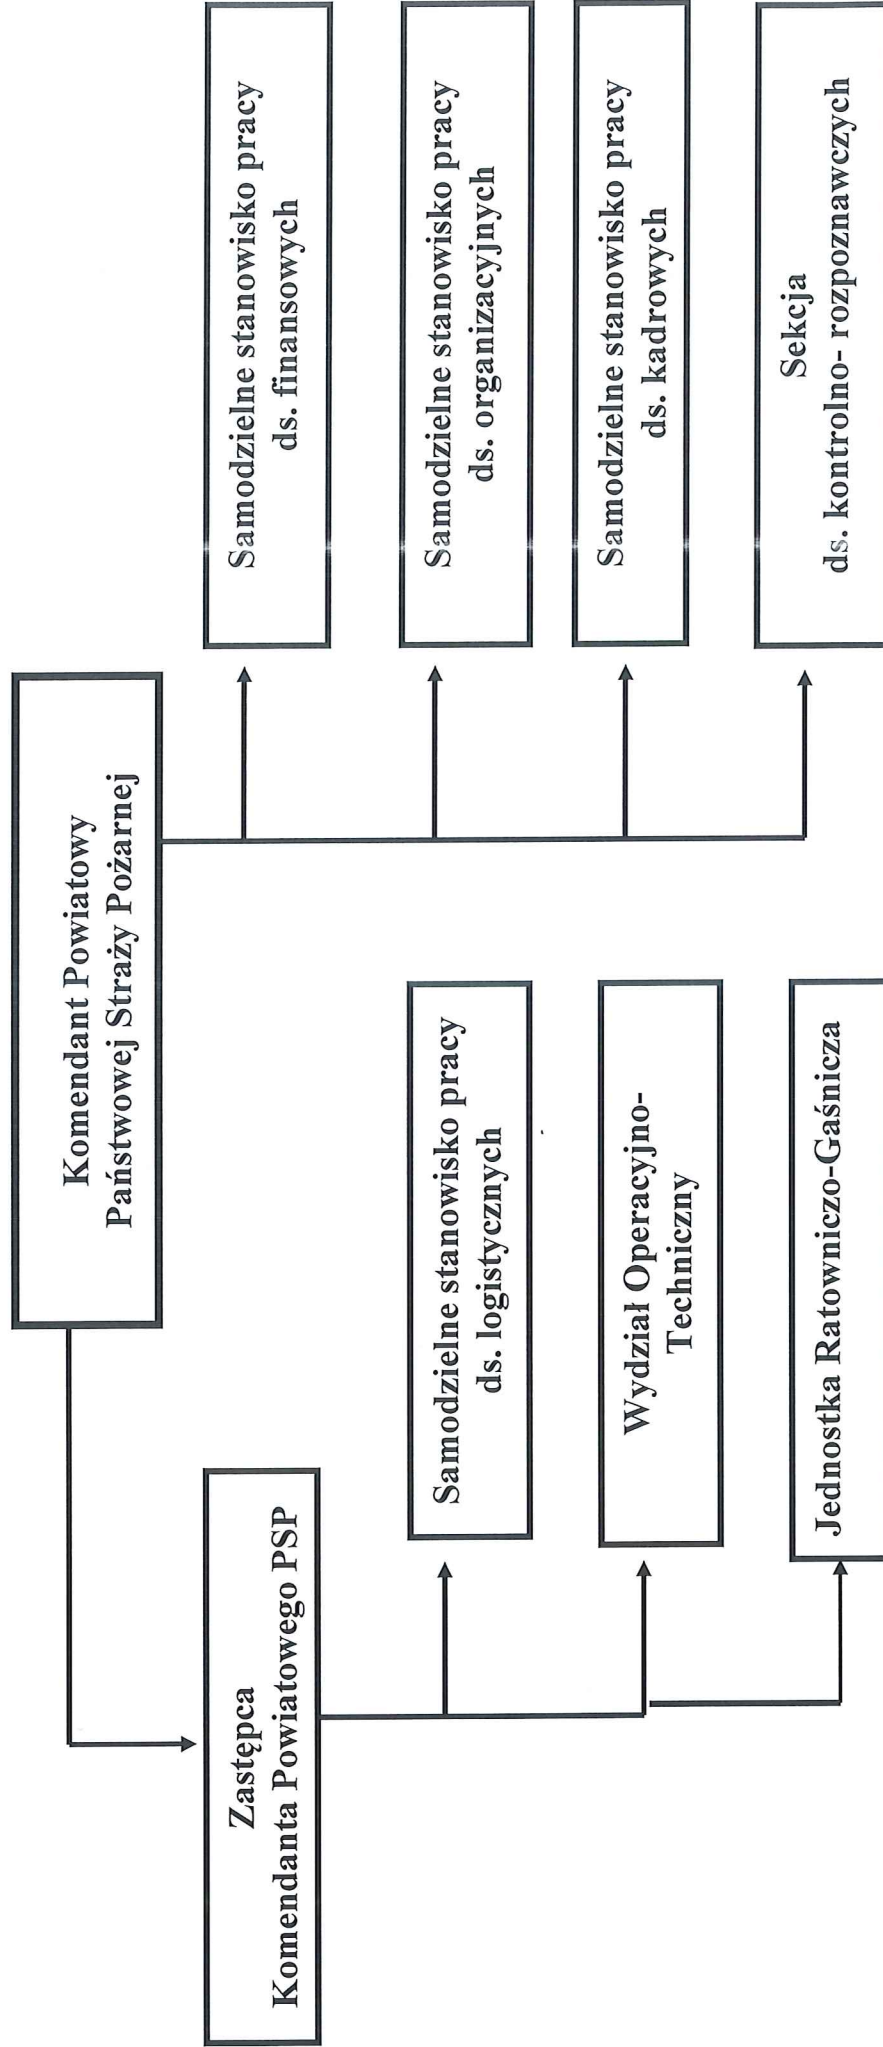 Komendant Powiatowy
Państwowej Straży Pożarnej
Zastępca
Komendanta Powiatowego PSP
Samodzielne stanowisko pracy
ds. logistycznych
Wydział Operacyjno-
Techniczny
Jednostka Ratowniczo-Gaśnicza
Samodzielne stanowisko pracy
ds. finansowych
Samodzielne stanowisko pracy
ds. organizacyjnych
Samodzielne stanowisko pracy
ds. kadrowych
Sekcja
ds. kontrolno- rozpoznawczych